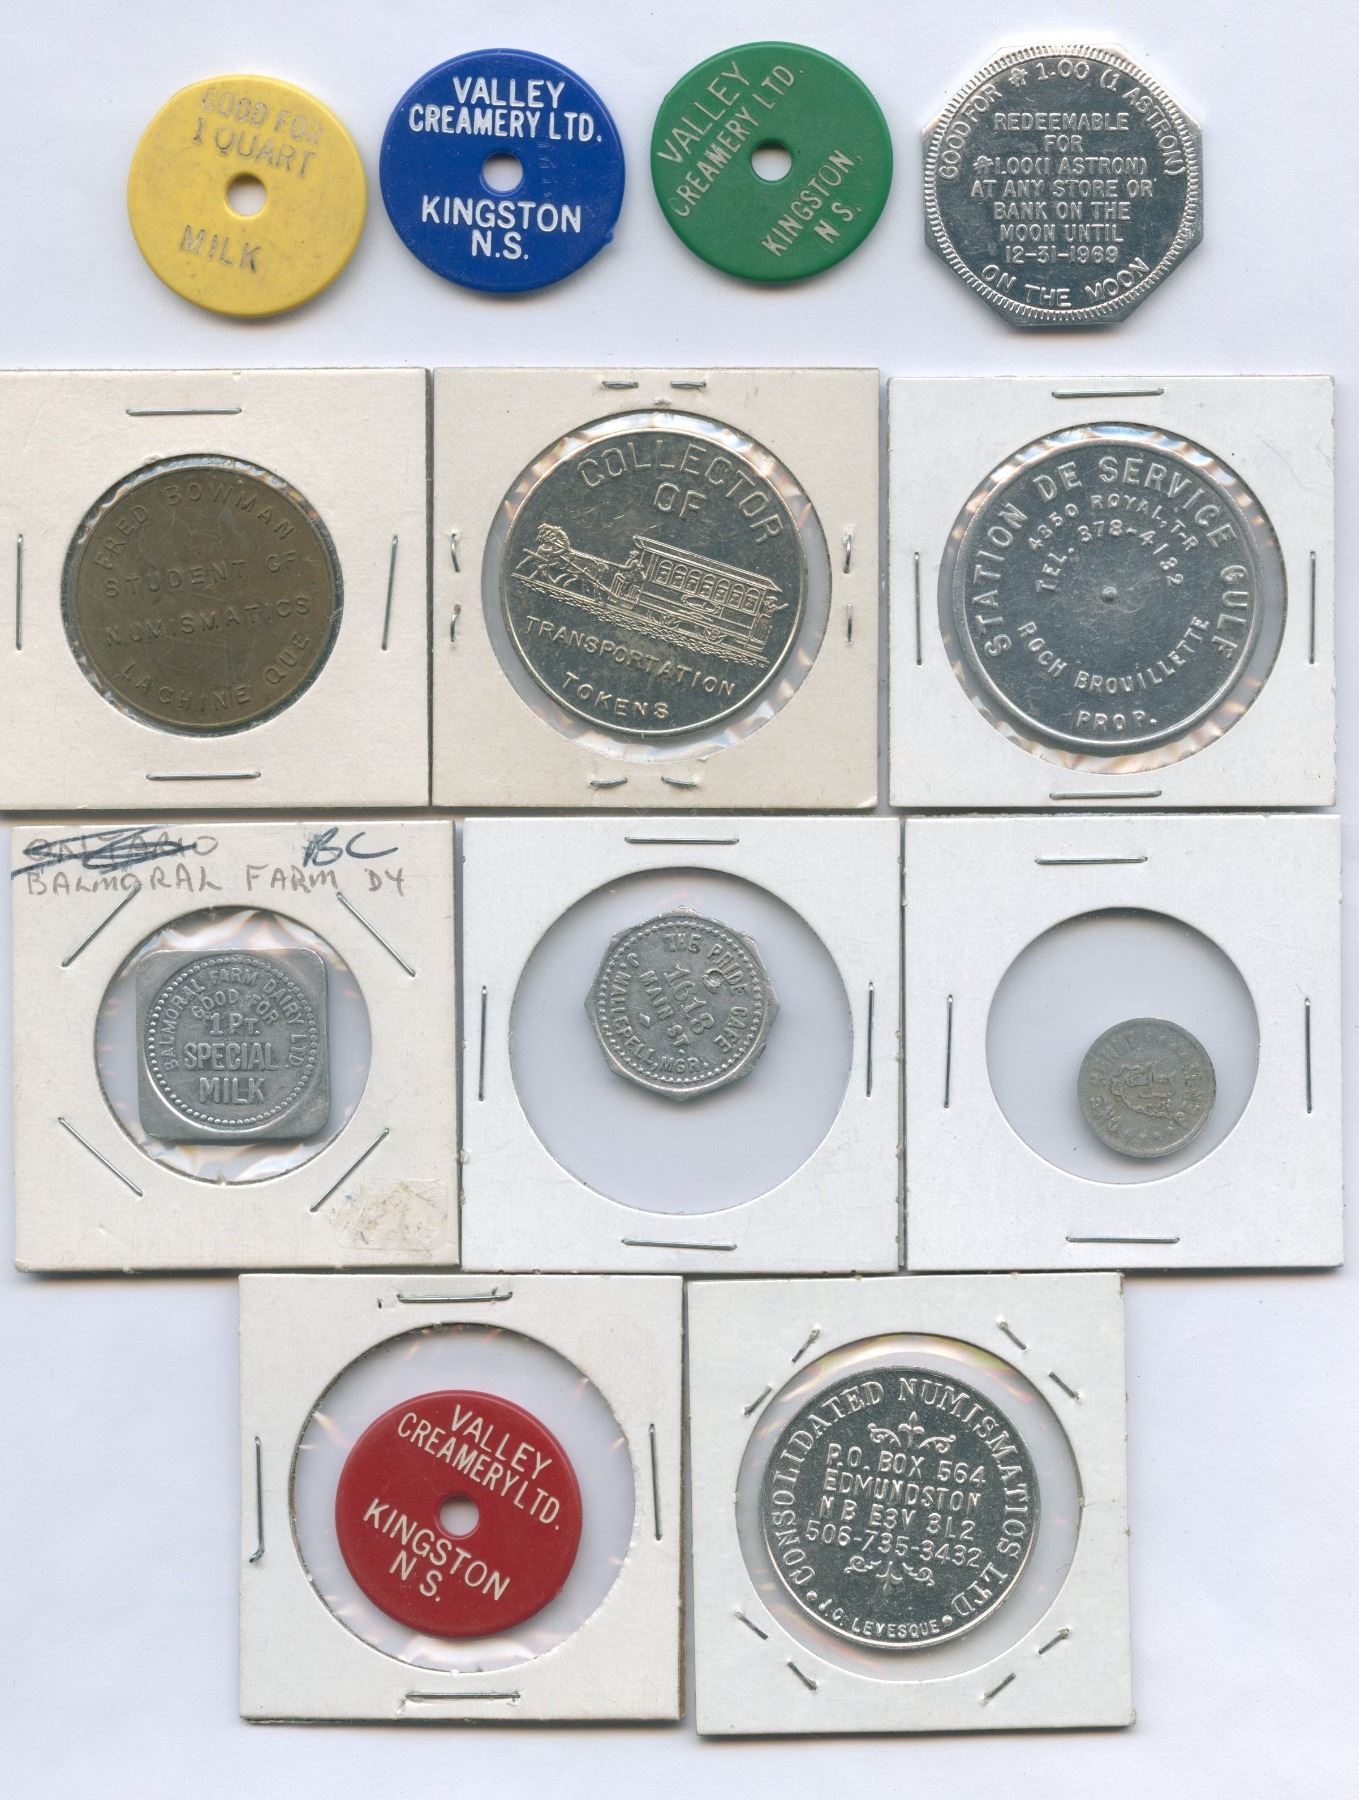 GOOD FOR
1 QUART
MILK
VALLEY
CREAMERY LTD.
KINGSTON
N.S.
VALLEY
CREAMERY LTD.
KINGSTON,
N.S.
GOOD FOR $1.00 (1 ASTRON)
REDEEMABLE
FOR
$1.00 (1 ASTRON)
AT ANY STORE OR
BANK ON THE
MOON UNTIL
12-31-1969
ON THE MOON
FRED BOWMAN
STUDENT OF
NUMISMATICS
LACHINE QUE
COLLECTOR
OF
TRANSPORTATION
TOKENS
STATION DE SERVICE GULF
4350 ROYAL, T-R
TEL. 378-4132
ROCH BROUILLETTE
PROP.
ONTARIO BC
BALMORAL FARM DY
BALMORAL FARM DAIRY LTD
GOOD FOR
1 PT.
SPECIAL
MILK
THE PRIDE CAFE
1618
MAIN ST.
MGR.
ONE PENNY
VALLEY
CREAMERY LTD.
KINGSTON
N.S.
CONSOLIDATED NUMISMATICS LTD
P.O. BOX 564
EDMUNDSTON
NB E3V 3L2
506-735-3432
J.C. LEVESQUE